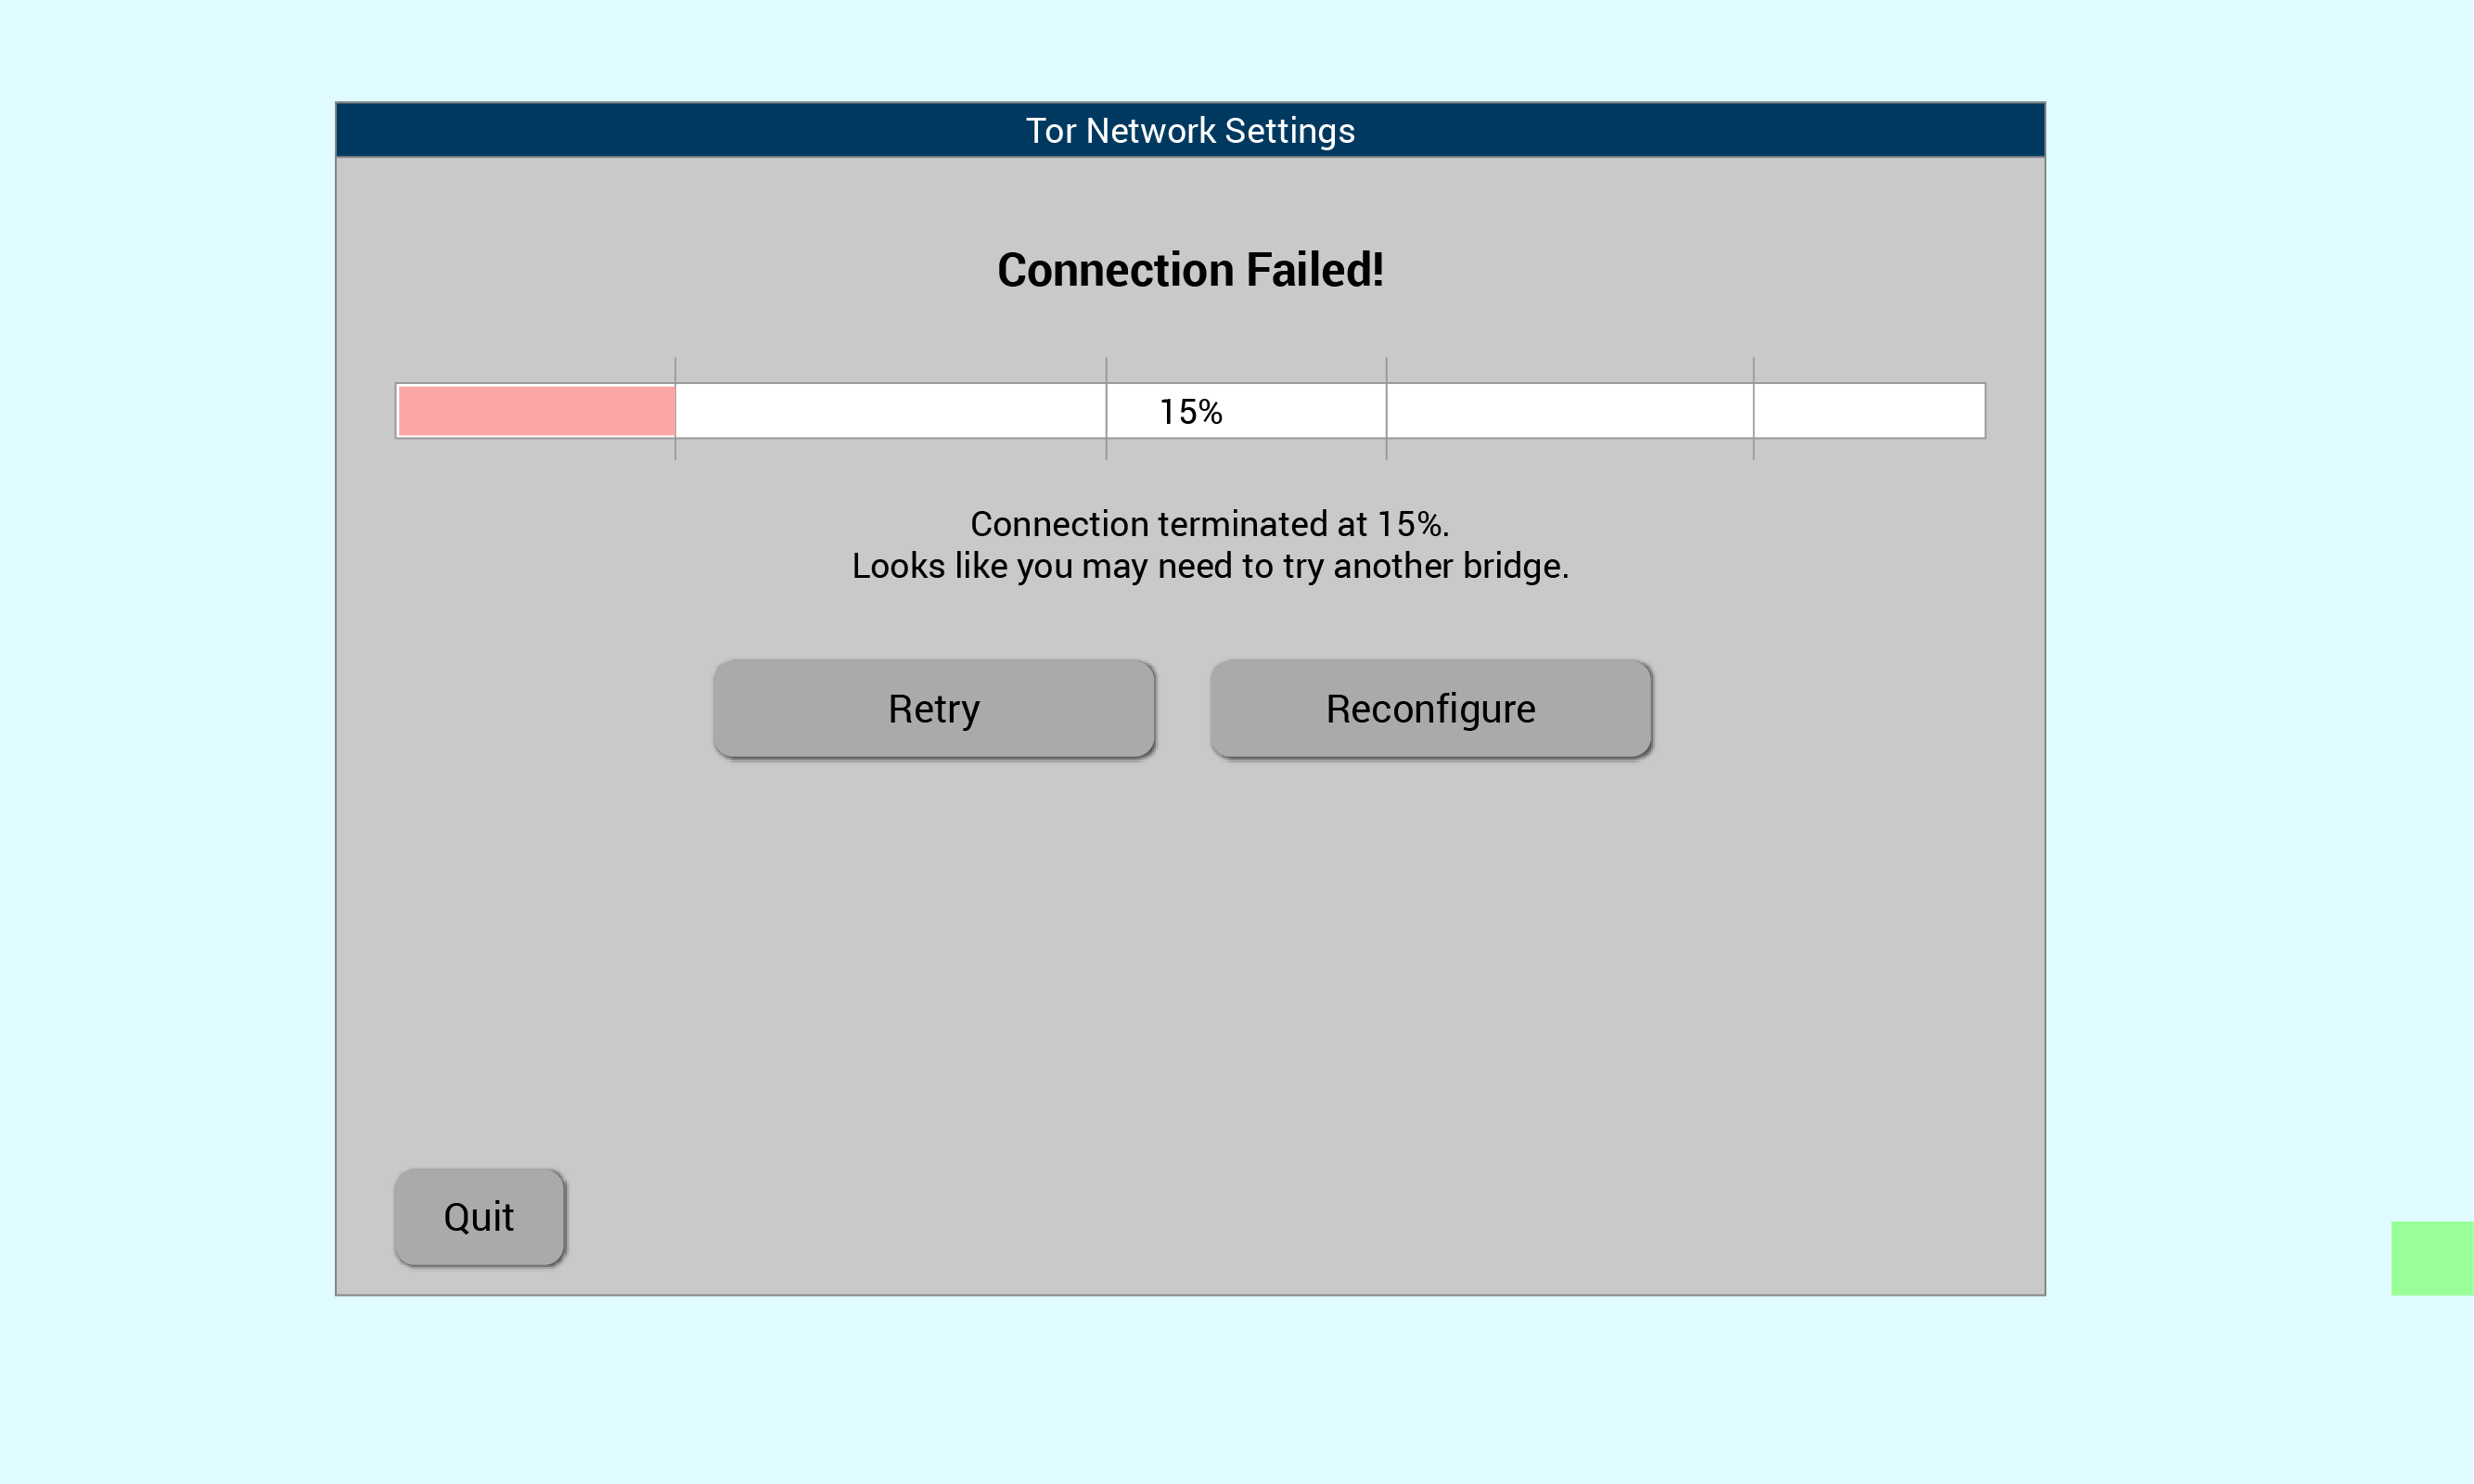 Tor Network Settings
Connection Failed!
15%
Connection terminated at 15%.
Looks like you may need to try another bridge.
Retry
Reconfigure
Quit